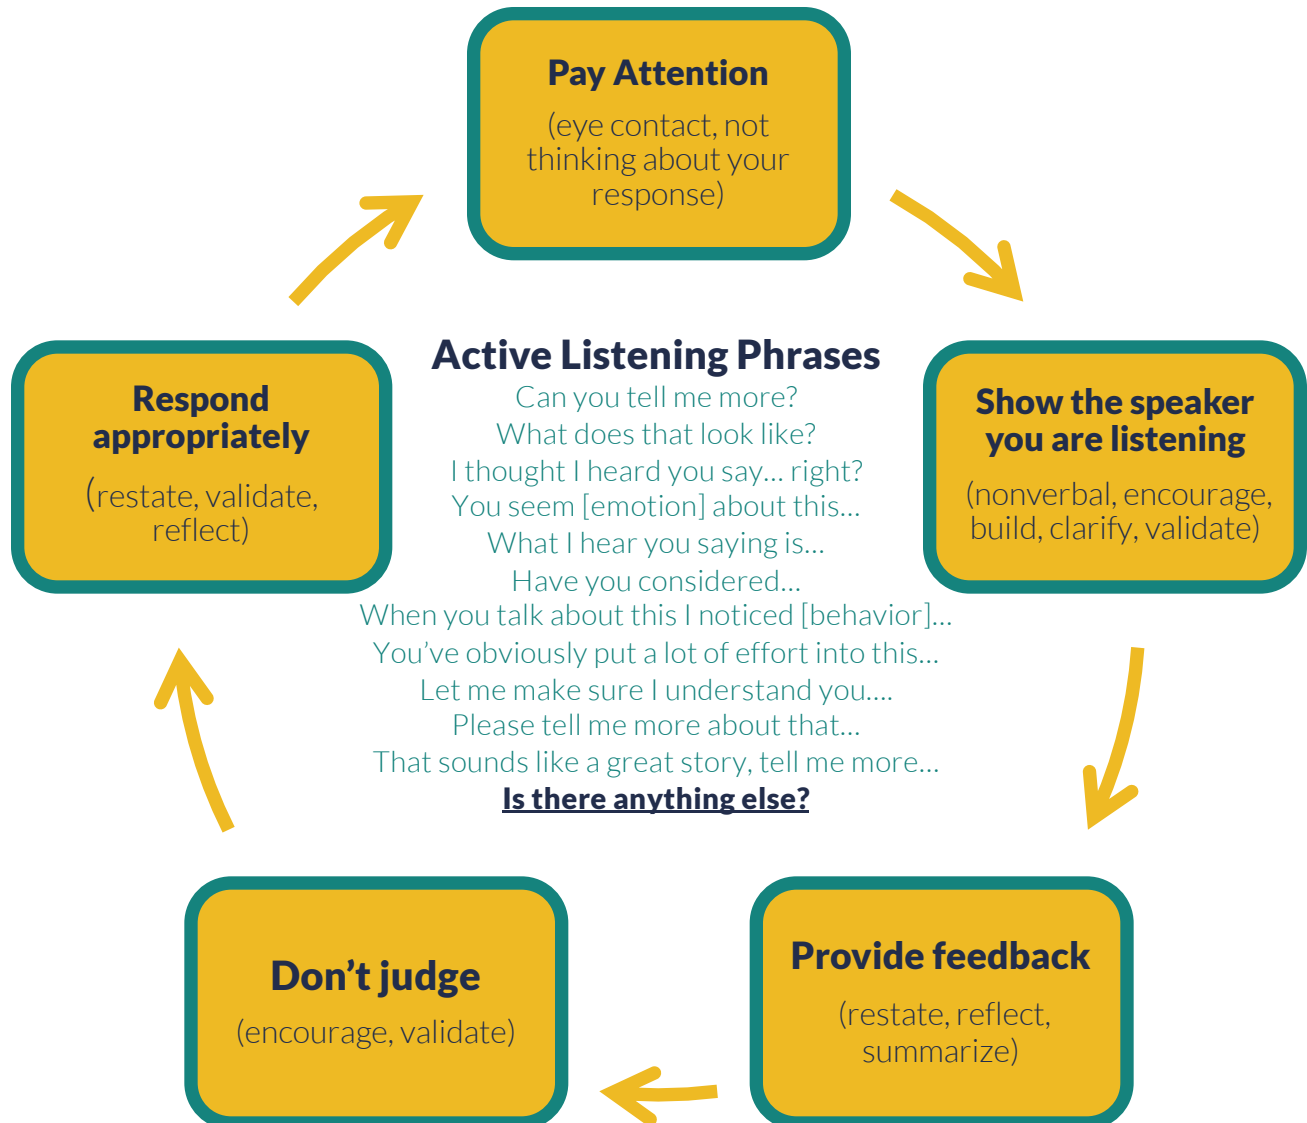 Pay Attention
(eye contact, not
thinking about your
response)
Active Listening Phrases
Can you tell me more?
What does that look like?
I thought I heard you say... right?
You seem [emotion] about this...
What I hear you saying is...
Have you considered...
When you talk about this I noticed [behavior]...
You’ve obviously put a lot of effort into this...
Let me make sure I understand you....
Please tell me more about that...
That sounds like a great story, tell me more...
Is there anything else?
Show the speaker
you are listening
(nonverbal, encourage,
build, clarify, validate)
Provide feedback
(restate, reflect,
summarize)
Don’t judge
(encourage, validate)
Respond
appropriately
(restate, validate,
reflect)